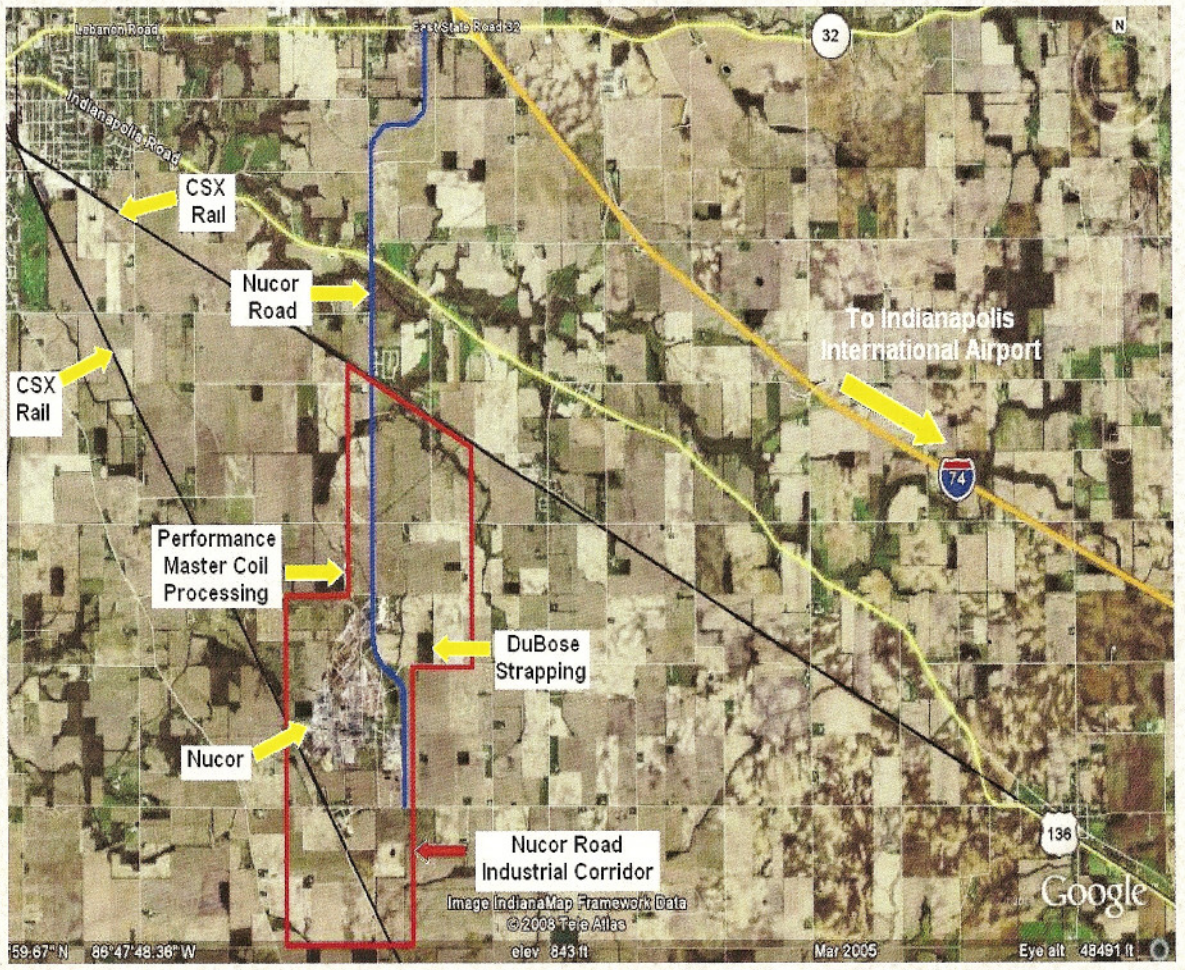 Lebanon Road
East State Road 32
32
N
Indianapolis Road
CSX
Rail
Nucor
Road
To Indianapolis
International Airport
CSX
Rail
74
Performance
Master Coil
Processing
DuBose
Strapping
Nucor
Nucor Road
Industrial Corridor
136
Google
Image IndianaMap Framework Data
© 2008 Tele Atlas
59.67" N 86°47'48.36" W
elev 843 ft
Mar 2005
Eye alt 48491 ft